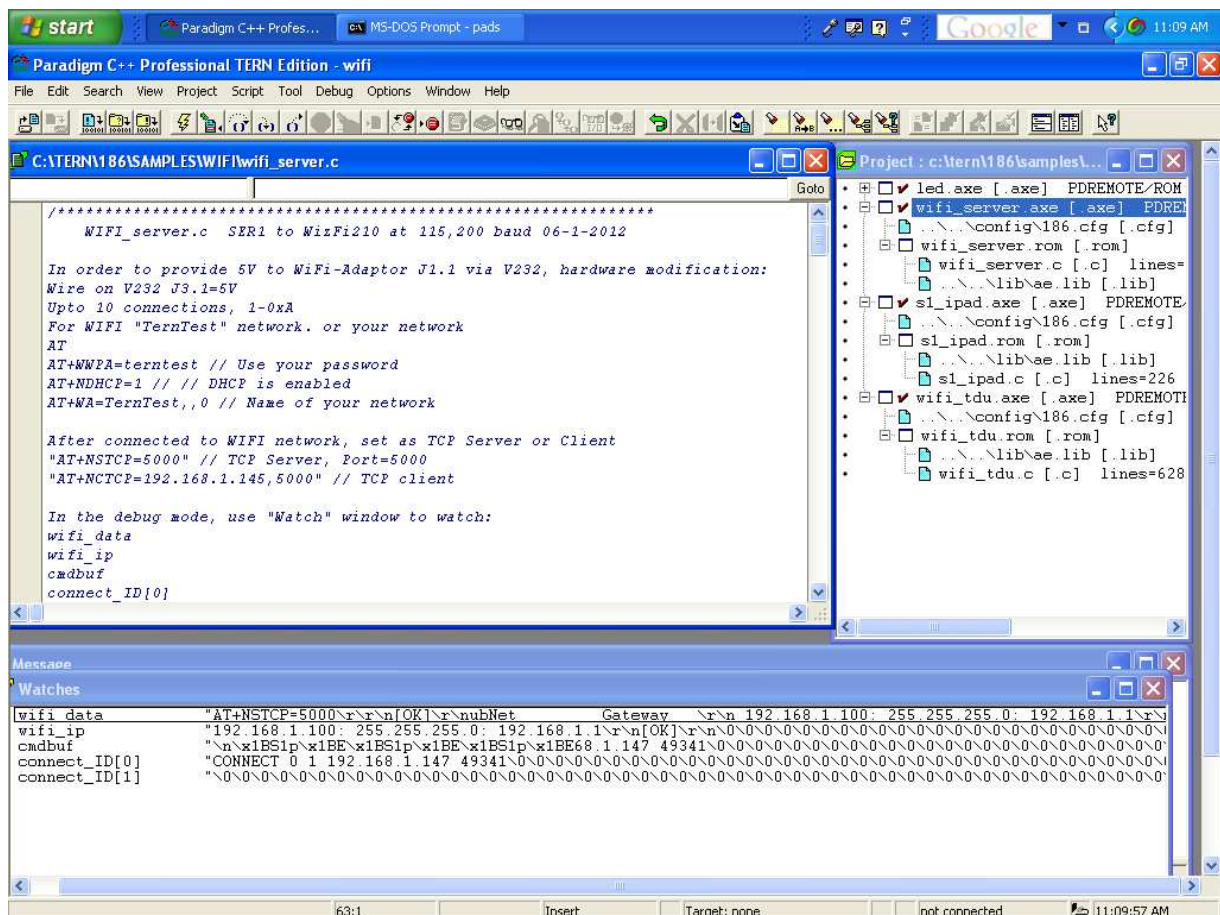 start
Paradigm C++ Profes...
MS-DOS Prompt - pads
Google
11:09 AM
Paradigm C++ Professional TERN Edition - wifi
File Edit Search View Project Script Tool Debug Options Window Help
C:\TERN\186\SAMPLES\WIFI\wifi_server.c
Goto
WIFI_server.c SER1 to WizFi210 at 115,200 baud 06-1-2012
In order to provide 5V to WiFi-Adaptor J1.1 via V232, hardware modification:
Wire on V232 J3.1=5V
Upto 10 connections, 1-0xA
For WIFI "TernTest" network. or your network
AT
AT+WWPA=terntest // Use your password
AT+NDHCP=1 // // DHCP is enabled
AT+WA=TernTest,,0 // Name of your network
After connected to WIFI network, set as TCP Server or Client
"AT+NSTCP=5000" // TCP Server, Port=5000
"AT+NCTCP=192.168.1.145,5000" // TCP client
In the debug mode, use "Watch" window to watch:
wifi_data
wifi_ip
cmdbuf
connect_ID[0]
Project : c:\tern\186\samples\...
led.axe [.axe] PDREMOTE/ROM
wifi_server.axe [.axe] PDRE
..\..\config\186.cfg [.cfg]
wifi_server.rom [.rom]
wifi_server.c [.c] lines=
..\..\lib\ae.lib [.lib]
s1_ipad.axe [.axe] PDREMOTE
..\..\config\186.cfg [.cfg]
s1_ipad.rom [.rom]
..\..\lib\ae.lib [.lib]
s1_ipad.c [.c] lines=226
wifi_tdu.axe [.axe] PDREMOT
..\..\config\186.cfg [.cfg]
wifi_tdu.rom [.rom]
..\..\lib\ae.lib [.lib]
wifi_tdu.c [.c] lines=628
Message
Watches
wifi_data "AT+NSTCP=5000\r\r\n[OK]\r\nubNet Gateway \r\n 192.168.1.100: 255.255.255.0: 192.168.1.1\r\
wifi_ip "192.168.1.100: 255.255.255.0: 192.168.1.1\r\n[OK]\r\n\0\0\0\0\0\0\0\0\0\0\0\0\0\0\0\0\0\0\0
cmdbuf "\n\x1BS1p\x1BE\x1BS1p\x1BE\x1BS1p\x1BE68.1.147 49341\0\0\0\0\0\0\0\0\0\0\0\0\0\0\0\0\0\0\0
connect_ID[0] "CONNECT 0 1 192.168.1.147 49341\0\0\0\0\0\0\0\0\0\0\0\0\0\0\0\0\0\0\0\0\0\0\0\0\0\0\0\0\0
connect_ID[1] "\0\0\0\0\0\0\0\0\0\0\0\0\0\0\0\0\0\0\0\0\0\0\0\0\0\0\0\0\0\0\0\0\0\0\0\0\0\0\0\0\0\0\0\0
63:1 Insert Target: none not connected 11:09:57 AM